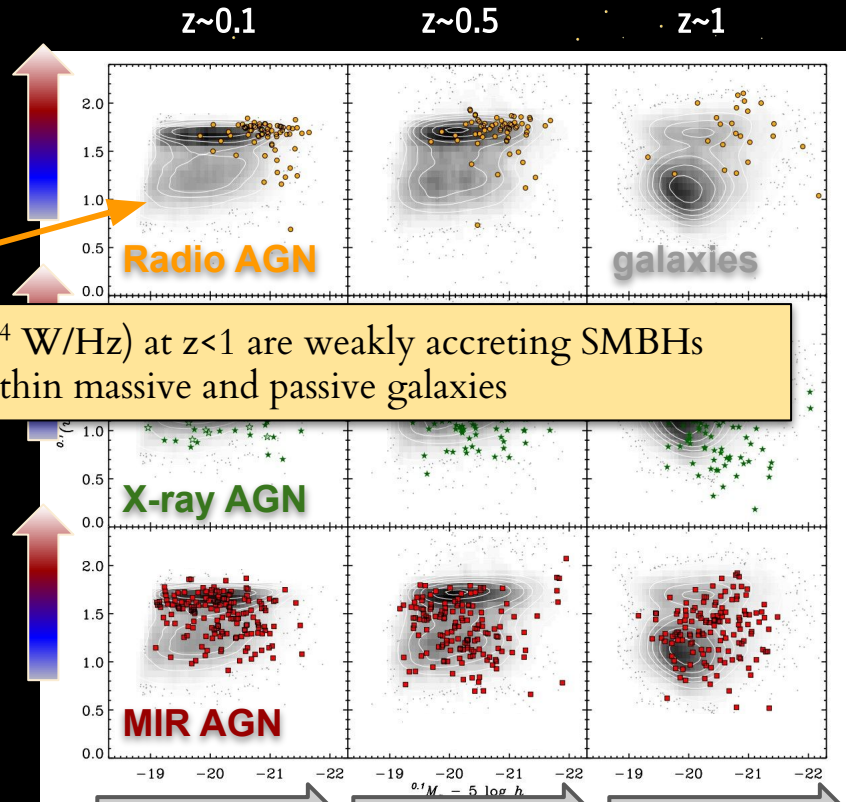 z~0.1 z~0.5 z~1
2.0
1.5
1.0
0.5
0.0
Radio AGN galaxies
⁴ W/Hz) at z<1 are weakly accreting SMBHs
thin massive and passive galaxies
1.0
0.5
0.0
X-ray AGN
2.0
1.5
1.0
0.5
0.0
MIR AGN
−19 −20 −21 −22 −19 −20 −21 −22 −19 −20 −21 −22
− 5 log h